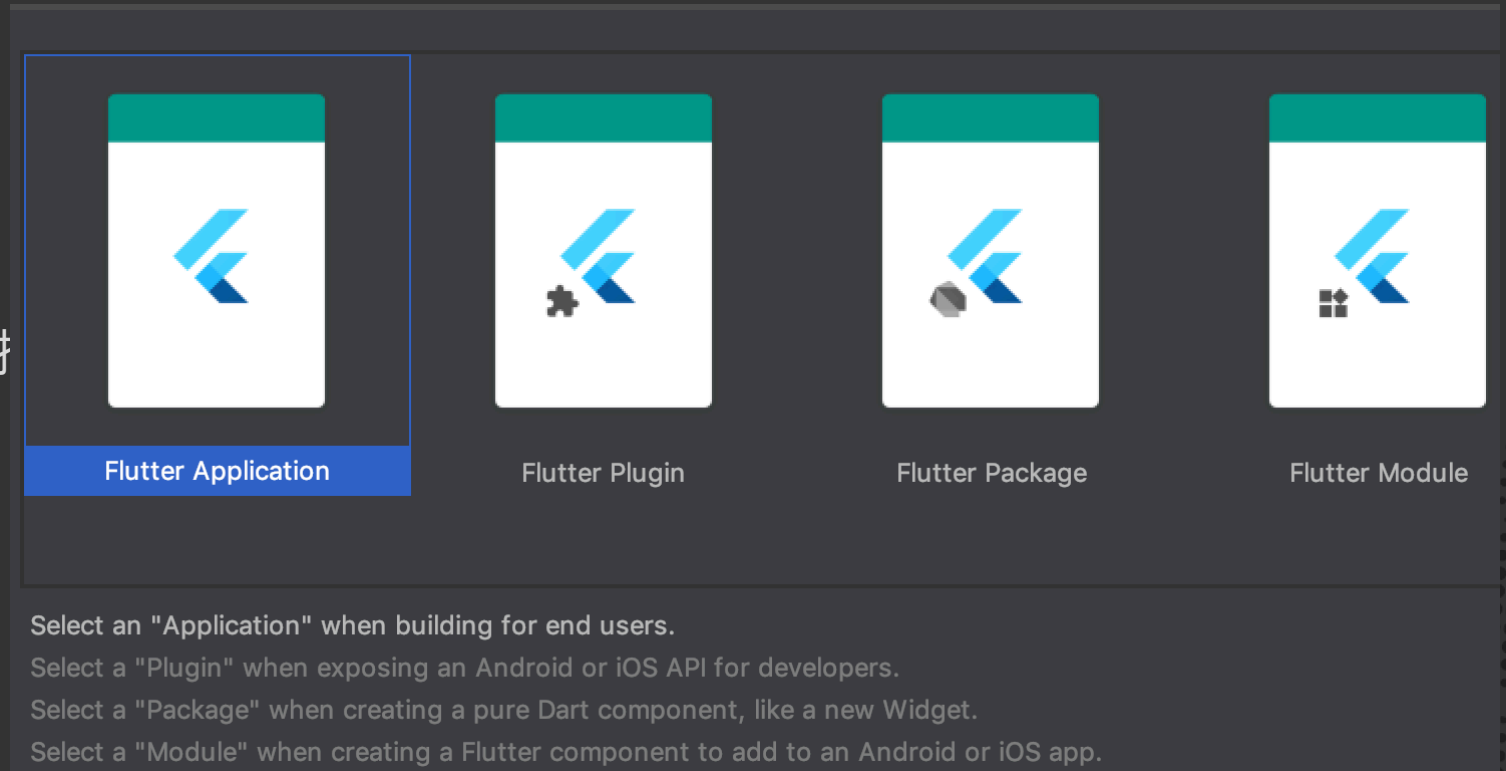 Flutter Application
Flutter Plugin
Flutter Package
Flutter Module
Select an "Application" when building for end users.
Select a "Plugin" when exposing an Android or iOS API for developers.
Select a "Package" when creating a pure Dart component, like a new Widget.
Select a "Module" when creating a Flutter component to add to an Android or iOS app.